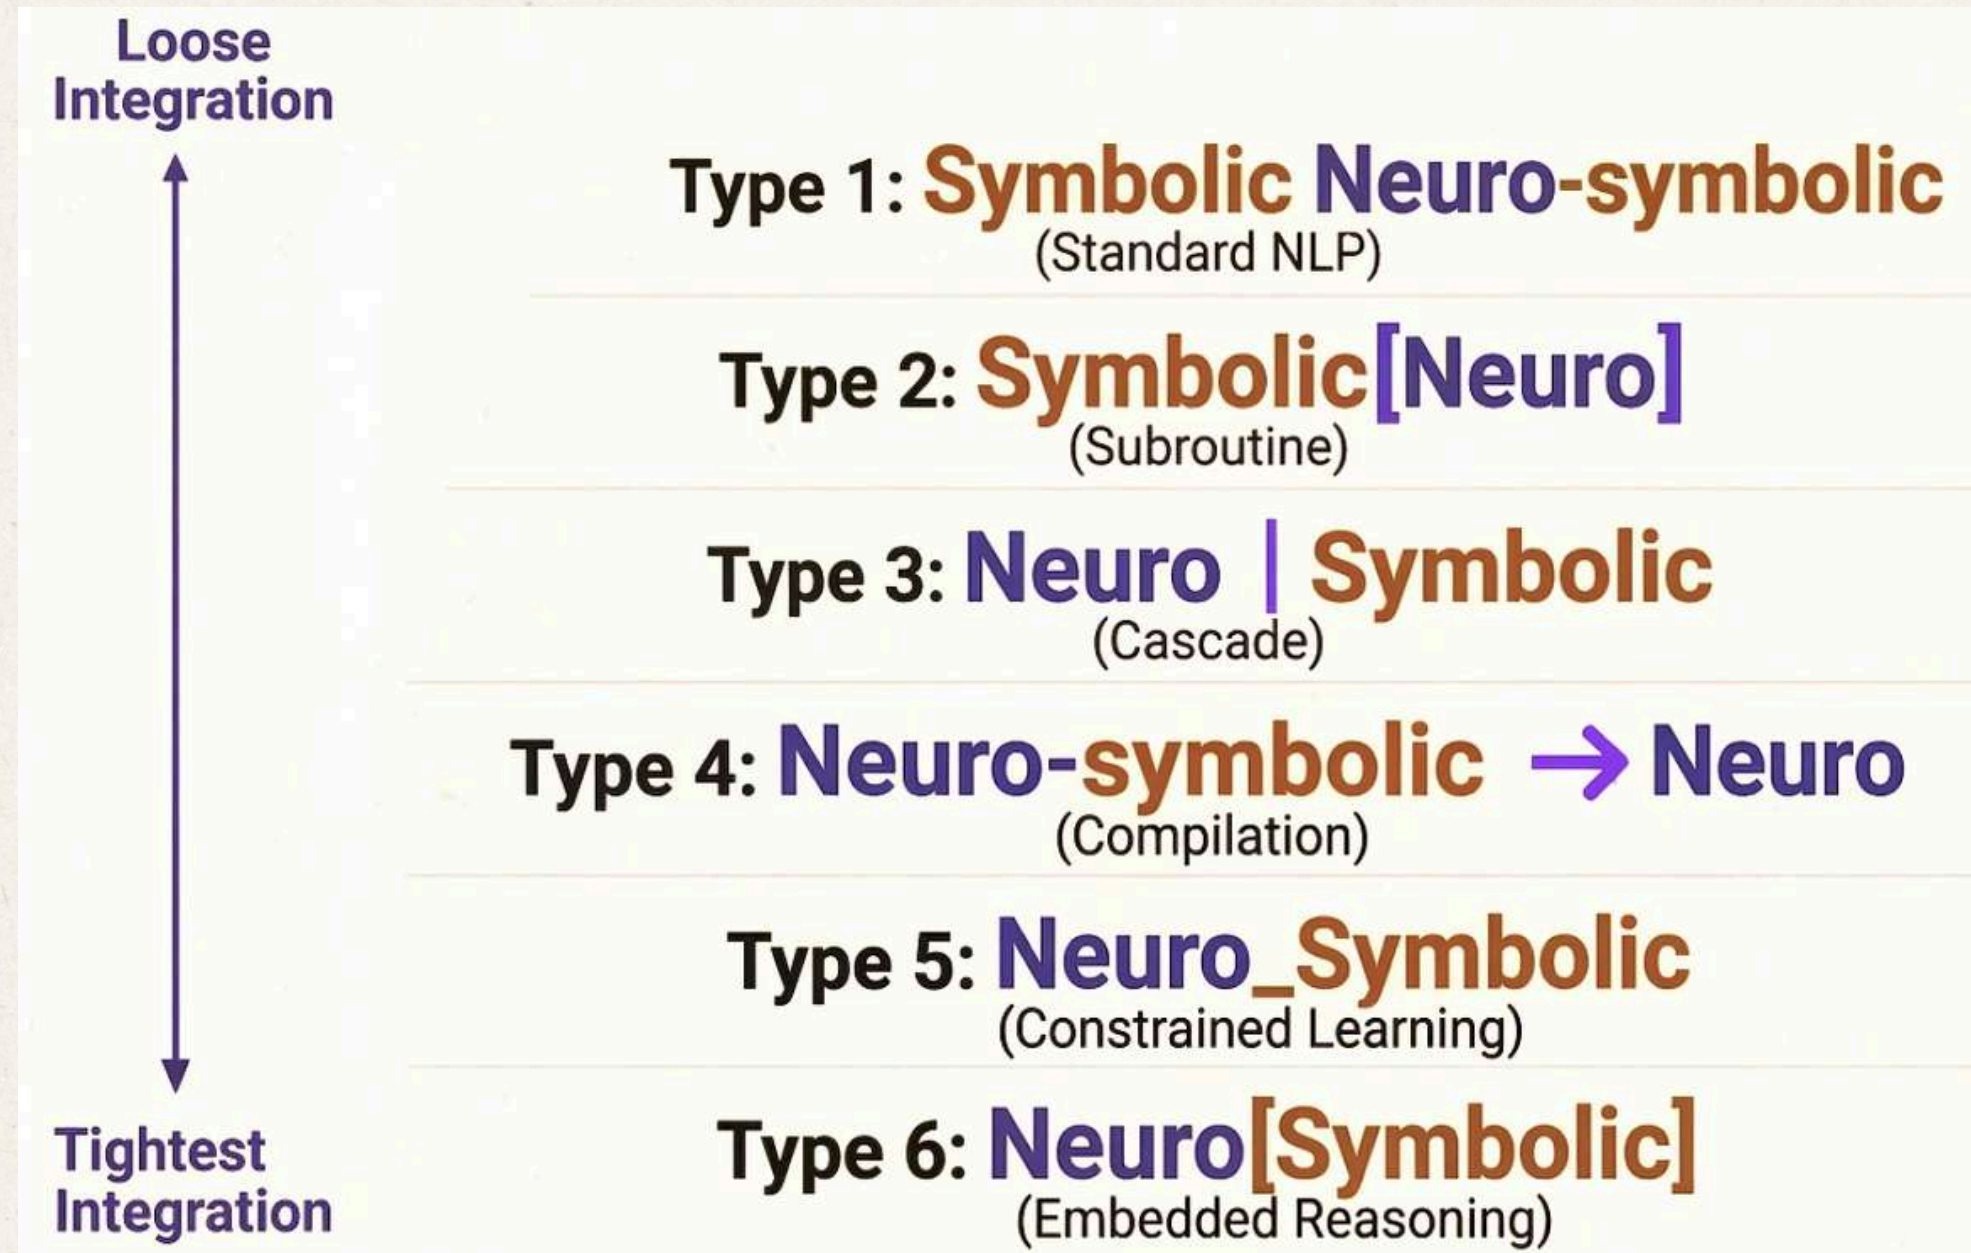 Loose
Integration
Type 1: Symbolic Neuro-symbolic
(Standard NLP)
Type 2: Symbolic[Neuro]
(Subroutine)
Type 3: Neuro | Symbolic
(Cascade)
Type 4: Neuro-symbolic → Neuro
(Compilation)
Type 5: Neuro_Symbolic
(Constrained Learning)
Type 6: Neuro[Symbolic]
(Embedded Reasoning)
Tightest
Integration